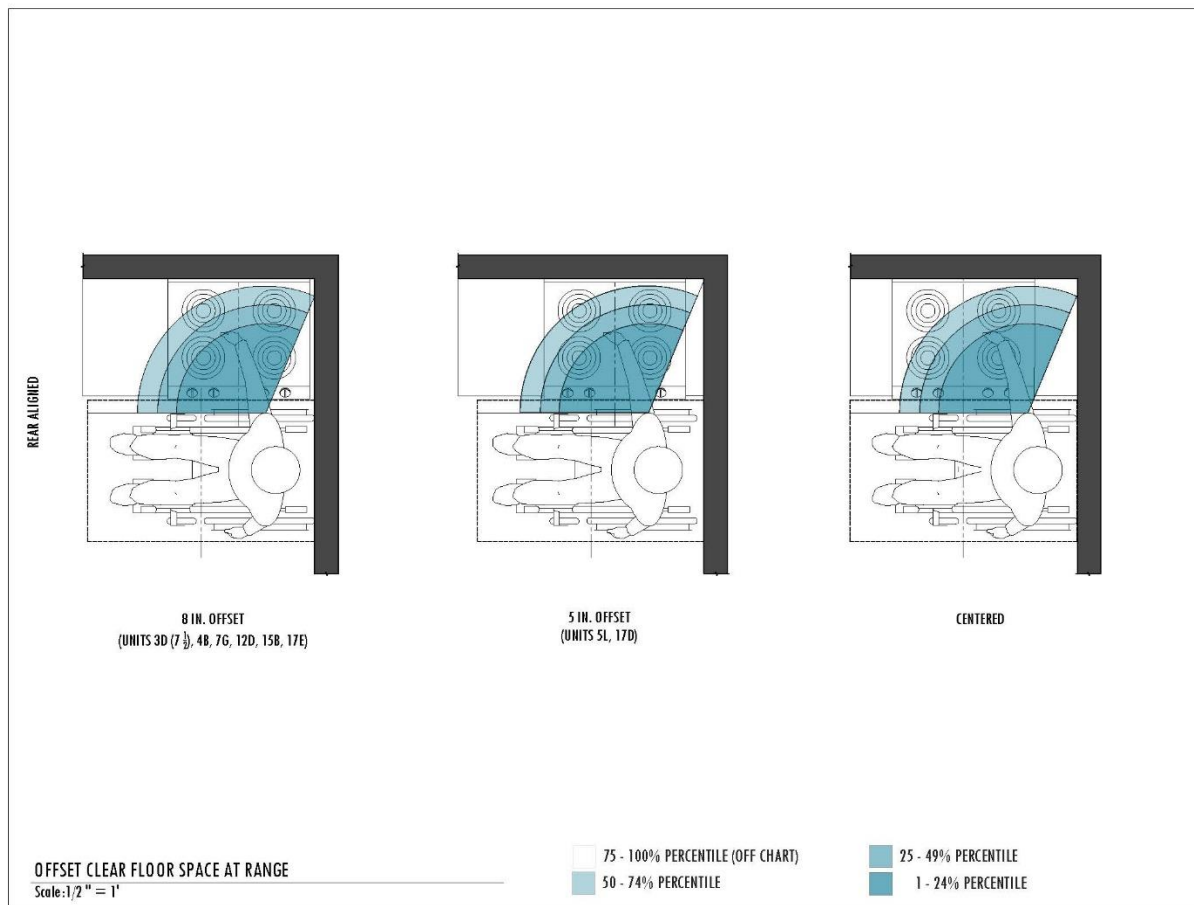 REAR ALIGNED
8 IN. OFFSET
(UNITS 3D (7 ½), 4B, 7G, 12D, 15B, 17E)
5 IN. OFFSET
(UNITS 5L, 17D)
CENTERED
OFFSET CLEAR FLOOR SPACE AT RANGE
Scale:1/2 " = 1'
75 - 100% PERCENTILE (OFF CHART)
50 - 74% PERCENTILE
25 - 49% PERCENTILE
1 - 24% PERCENTILE